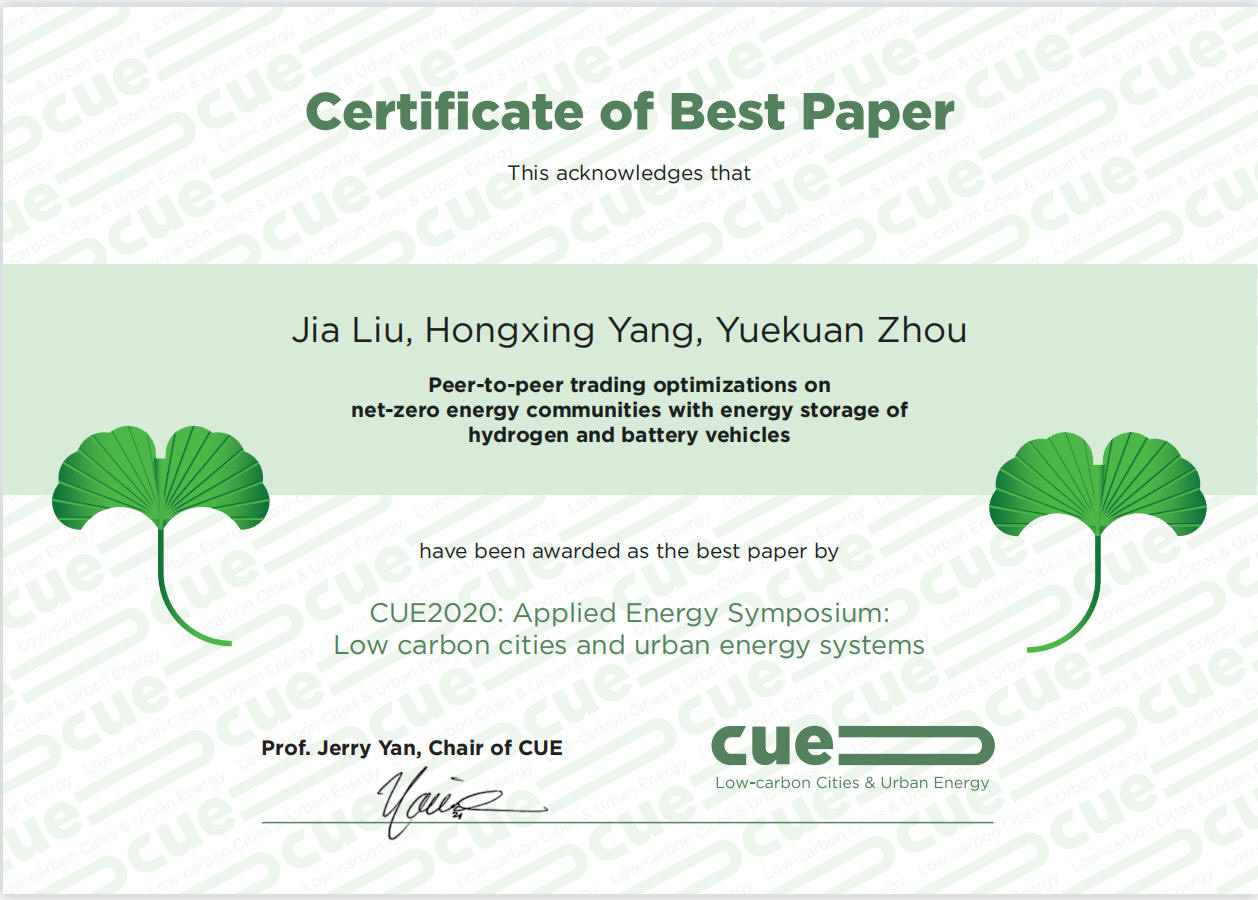 Certificate of Best Paper
This acknowledges that
Jia Liu, Hongxing Yang, Yuekuan Zhou
Peer-to-peer trading optimizations on
net-zero energy communities with energy storage of
hydrogen and battery vehicles
have been awarded as the best paper by
CUE2020: Applied Energy Symposium:
Low carbon cities and urban energy systems
Prof. Jerry Yan, Chair of CUE
cue
Low-carbon Cities & Urban Energy